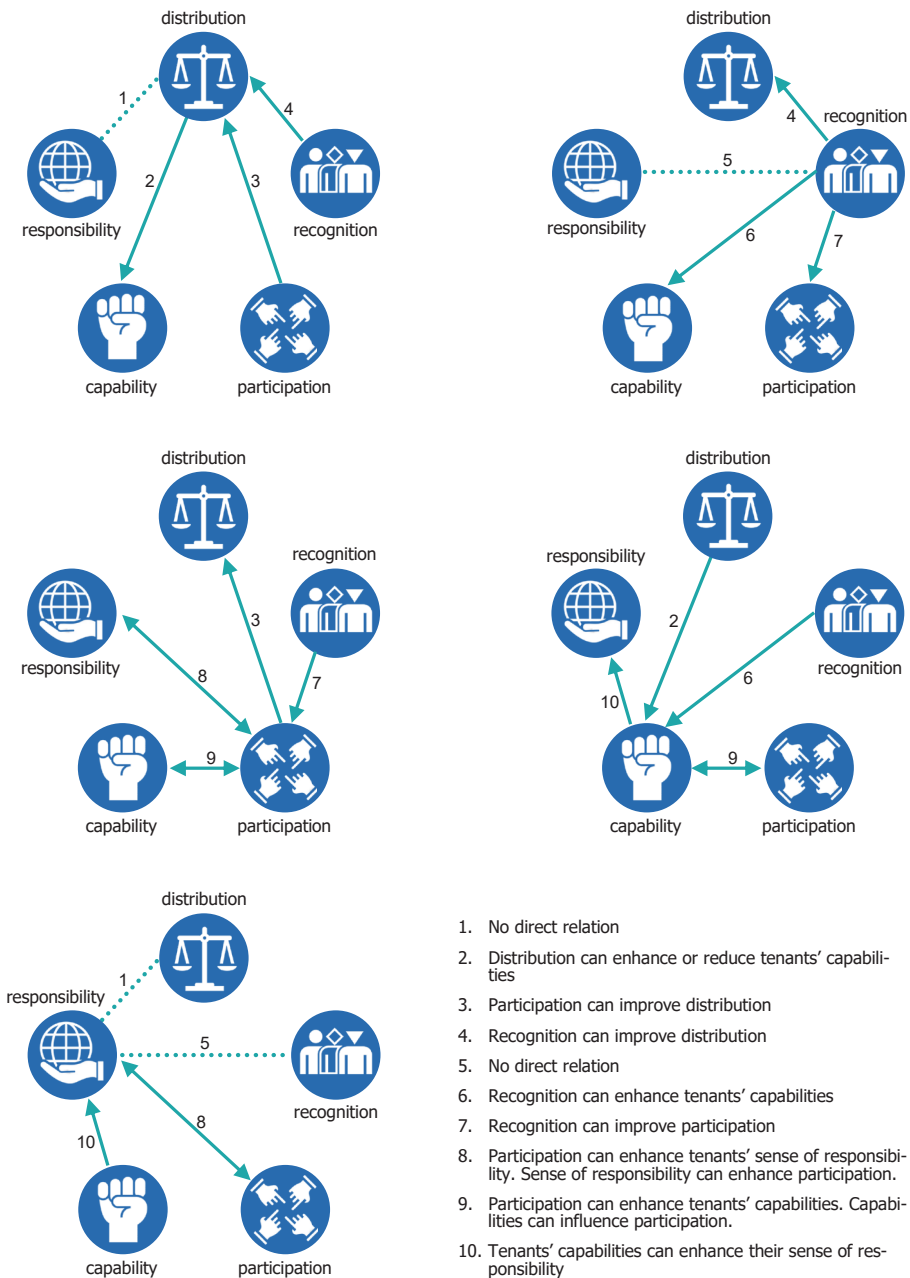 distribution
1
4
2
3
responsibility
recognition
capability
participation
distribution
4
recognition
5
responsibility
6
7
capability
participation
distribution
recognition
3
responsibility
8
7
9
capability
participation
distribution
responsibility
2
recognition
6
10
9
capability
participation
distribution
1
responsibility
5
recognition
10
8
capability
participation
1. No direct relation
2. Distribution can enhance or reduce tenants’ capabili-
ties
3. Participation can improve distribution
4. Recognition can improve distribution
5. No direct relation
6. Recognition can enhance tenants’ capabilities
7. Recognition can improve participation
8. Participation can enhance tenants’ sense of responsibi-
lity. Sense of responsibility can enhance participation.
9. Participation can enhance tenants’ capabilities. Capabi-
lities can influence participation.
10. Tenants’ capabilities can enhance their sense of res-
ponsibility